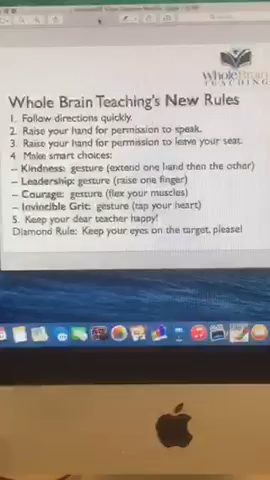 Whole Brain
TEACHING
Whole Brain Teaching's New Rules
1. Follow directions quickly.
2. Raise your hand for permission to speak.
3. Raise your hand for permission to leave your seat.
4 Make smart choices:
– Kindness: gesture (extend one hand then the other)
– Leadership: gesture (raise one finger)
– Courage: gesture (flex your muscles)
– Invincible Grit: gesture (tap your heart)
5. Keep your dear teacher happy!
Diamond Rule: Keep your eyes on the target, please!